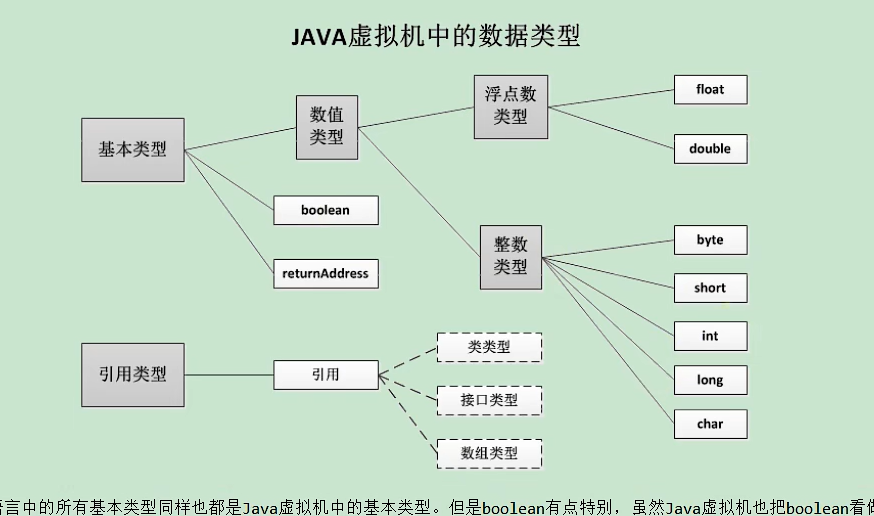 JAVA虚拟机中的数据类型
基本类型
数值
类型
浮点数
类型
float
double
boolean
returnAddress
整数
类型
byte
short
int
long
char
引用类型
引用
类类型
接口类型
数组类型
语言中的所有基本类型同样也都是Java虚拟机中的基本类型。但是boolean有点特别，虽然Java虚拟机也把boolean看做